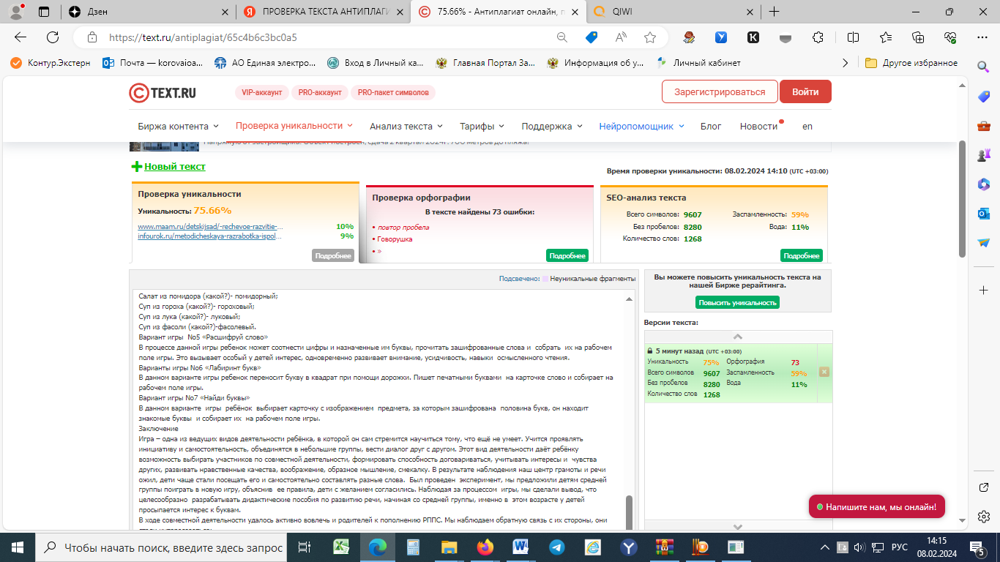 Дзен
ПРОВЕРКА ТЕКСТА АНТИПЛАГИ
75.66% - Антиплагиат онлайн, п
QIWI
https://text.ru/antiplagiat/65c4b6c3bc0a5
Контур.Экстерн
Почта — korovaioa...
АО Единая электро...
Вход в Личный ка...
Главная Портал За...
Информация об у...
Личный кабинет
Другое избранное
TEXT.RU
VIP-аккаунт
PRO-аккаунт
PRO-пакет символов
Зарегистрироваться
Войти
Биржа контента
Проверка уникальности
Анализ текста
Тарифы
Поддержка
Нейропомощник
Блог
Новости
en
Новый текст
Время проверки уникальности: 08.02.2024 14:10 (UTC +03:00)
Проверка уникальности
Уникальность: 75.66%
www.maam.ru/detskijsad/-rechevoe-razvitie-... 10%
infourok.ru/metodicheskaya-razrabotka-ispol... 9%
Подробнее
Проверка орфографии
В тексте найдены 73 ошибки:
• повтор пробела
• Говорушка
• »
Подробнее
SEO-анализ текста
Всего символов: 9607 Заспамленность: 59%
Без пробелов: 8280 Вода: 11%
Количество слов: 1268
Подробнее
Подсвечено: Неуникальные фрагменты
Салат из помидора (какой?)- помидорный;
Суп из гороха (какой?)- гороховый;
Суп из лука (какой?)- луковый;
Суп из фасоли (какой?)-фасолевый.
Вариант игры №5 «Расшифруй слово»
В процессе данной игры ребенок может соотнести цифры и назначенные им буквы, прочитать зашифрованные слова и собрать их на рабочем
поле игры. Это вызывает особый у детей интерес, одновременно развивает внимание, усидчивость, навыки осмысленного чтения.
Варианты игры №6 «Лабиринт букв»
В данном варианте игры ребенок переносит букву в квадрат при помощи дорожки. Пишет печатными буквами на карточке слово и собирает на
рабочем поле игры.
Вариант игры №7 «Найди буквы»
В данном варианте игры ребёнок выбирает карточку с изображением предмета, за которым зашифрована половина букв, он находит
знакомые буквы и собирает их на рабочем поле игры.
Заключение
Игра – одна из ведущих видов деятельности ребёнка, в которой он сам стремится научиться тому, что ещё не умеет. Учится проявлять
инициативу и самостоятельность, объединятся в небольшие группы, вести диалог друг с другом. Этот вид деятельности даёт ребёнку
возможность выбирать участников по совместной деятельности, формировать способность договариваться, учитывать интересы и чувства
других, развивать нравственные качества, воображение, образное мышление, смекалку. В результате наблюдения наш центр грамоты и речи
ожил, дети чаще стали посещать его и самостоятельно составлять разные слова. Был проведен эксперимент, мы предложили детям средней
группы поиграть в новую игру, объяснив ее правила, дети с желанием согласились. Наблюдая за процессом игры, мы сделали вывод, что
целесообразно разрабатывать дидактические пособия по развитию речи, начиная со средней группы, именно в этом возрасте у детей
просыпается интерес к буквам.
В ходе совместной деятельности удалось активно вовлечь и родителей к пополнению РППС. Мы наблюдаем обратную связь с их стороны, они
Вы можете повысить уникальность текста на
нашей Бирже рерайтинга.
Повысить уникальность
Версии текста:
5 минут назад (UTC +03:00)
Уникальность 75% Орфография 73
Всего символов 9607 Заспамленность 59%
Без пробелов 8280 Вода 11%
Количество слов 1268
Напишите нам, мы онлайн!
Чтобы начать поиск, введите здесь запрос
РУС
14:15
08.02.2024
5